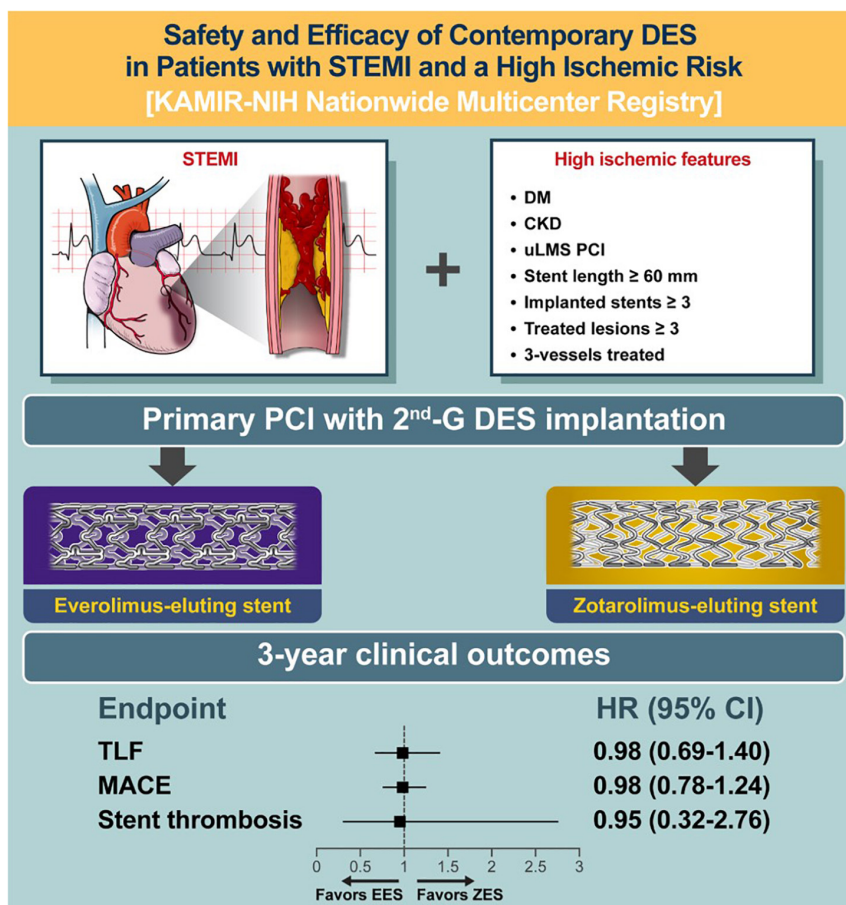 Safety and Efficacy of Contemporary DES
in Patients with STEMI and a High Ischemic Risk
[KAMIR-NIH Nationwide Multicenter Registry]
STEMI
+
High ischemic features
• DM
• CKD
• uLMS PCI
• Stent length ≥ 60 mm
• Implanted stents ≥ 3
• Treated lesions ≥ 3
• 3-vessels treated
Primary PCI with 2nd-G DES implantation
Everolimus-eluting stent
Zotarolimus-eluting stent
3-year clinical outcomes
Endpoint HR (95% CI)
TLF 0.98 (0.69-1.40)
MACE 0.98 (0.78-1.24)
Stent thrombosis 0.95 (0.32-2.76)
0 0.5 1 1.5 2 2.5 3
Favors EES Favors ZES